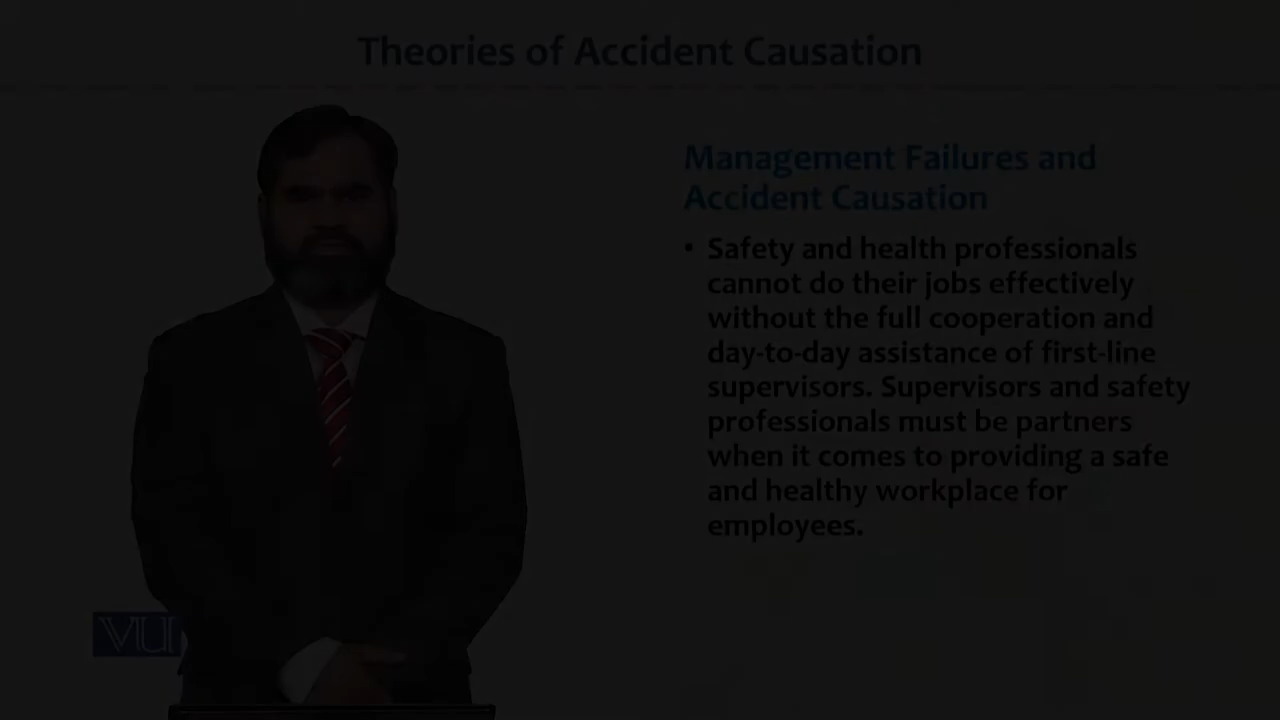 Theories of Accident Causation
Management Failures and
Accident Causation
• Safety and health professionals
cannot do their jobs effectively
without the full cooperation and
day-to-day assistance of first-line
supervisors. Supervisors and safety
professionals must be partners
when it comes to providing a safe
and healthy workplace for
employees.
VU